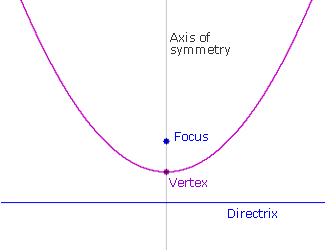 Axis of
symmetry
Focus
Vertex
Directrix